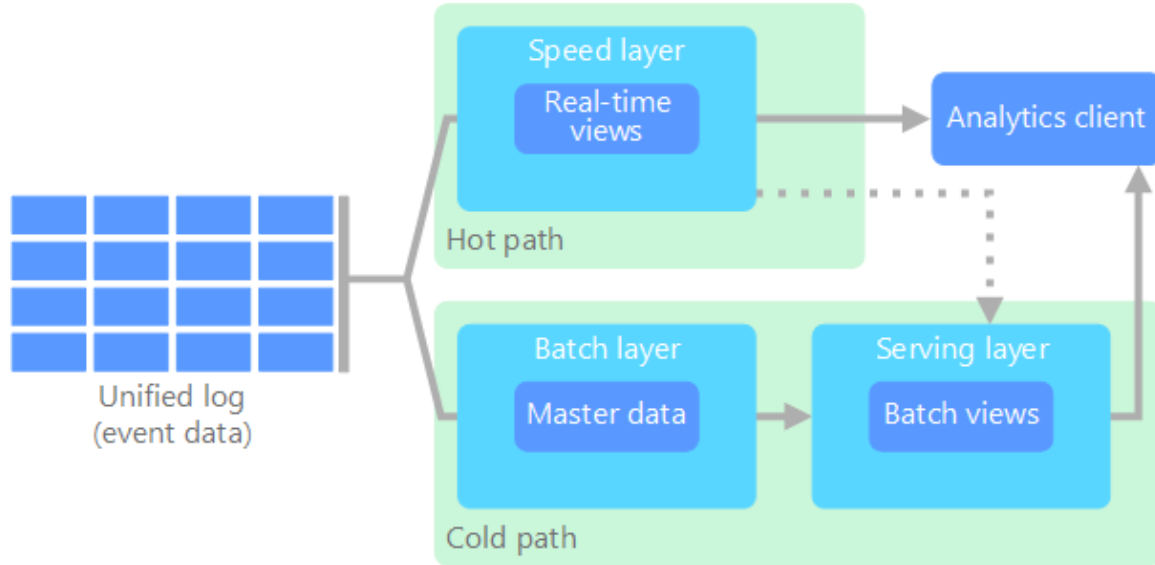 Speed layer
Real-time
views
Hot path
Analytics client
Unified log
(event data)
Batch layer
Master data
Serving layer
Batch views
Cold path